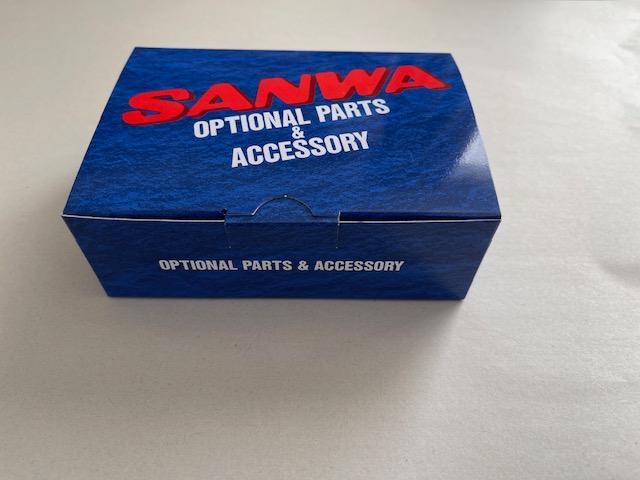 SANWA
OPTIONAL PARTS
&
ACCESSORY
OPTIONAL PARTS & ACCESSORY